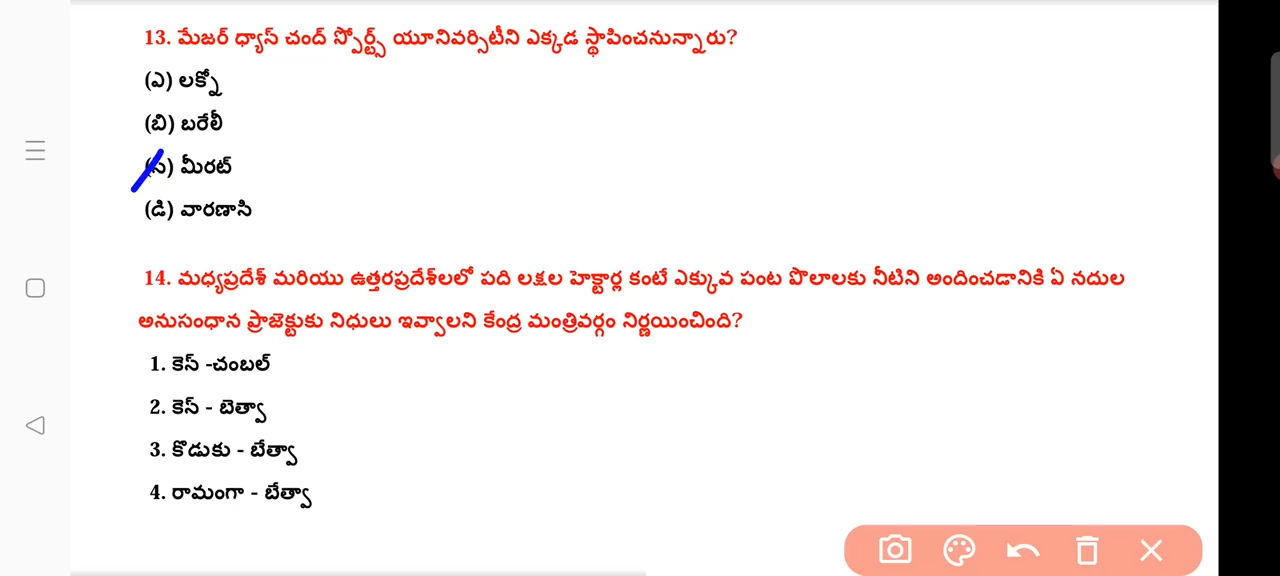 13. మేజర్ ధ్యాస్ చంద్ స్పోర్ట్స్ యూనివర్సిటీని ఎక్కడ స్థాపించనున్నారు?
(ఎ) లక్నో
(బి) బరేలీ
(సి) మీరట్
(డి) వారణాసి
14. మధ్యప్రదేశ్ మరియు ఉత్తరప్రదేశ్‌లలో పది లక్షల హెక్టార్ల కంటే ఎక్కువ పంట పొలాలకు నీటిని అందించడానికి ఏ నదుల
అనుసంధాన ప్రాజెక్టుకు నిధులు ఇవ్వాలని కేంద్ర మంత్రివర్గం నిర్ణయించింది?
1. కెన్ -చంబల్
2. కెన్ - బెత్వా
3. కొడుకు - బేత్వా
4. రామంగా - బేత్వా